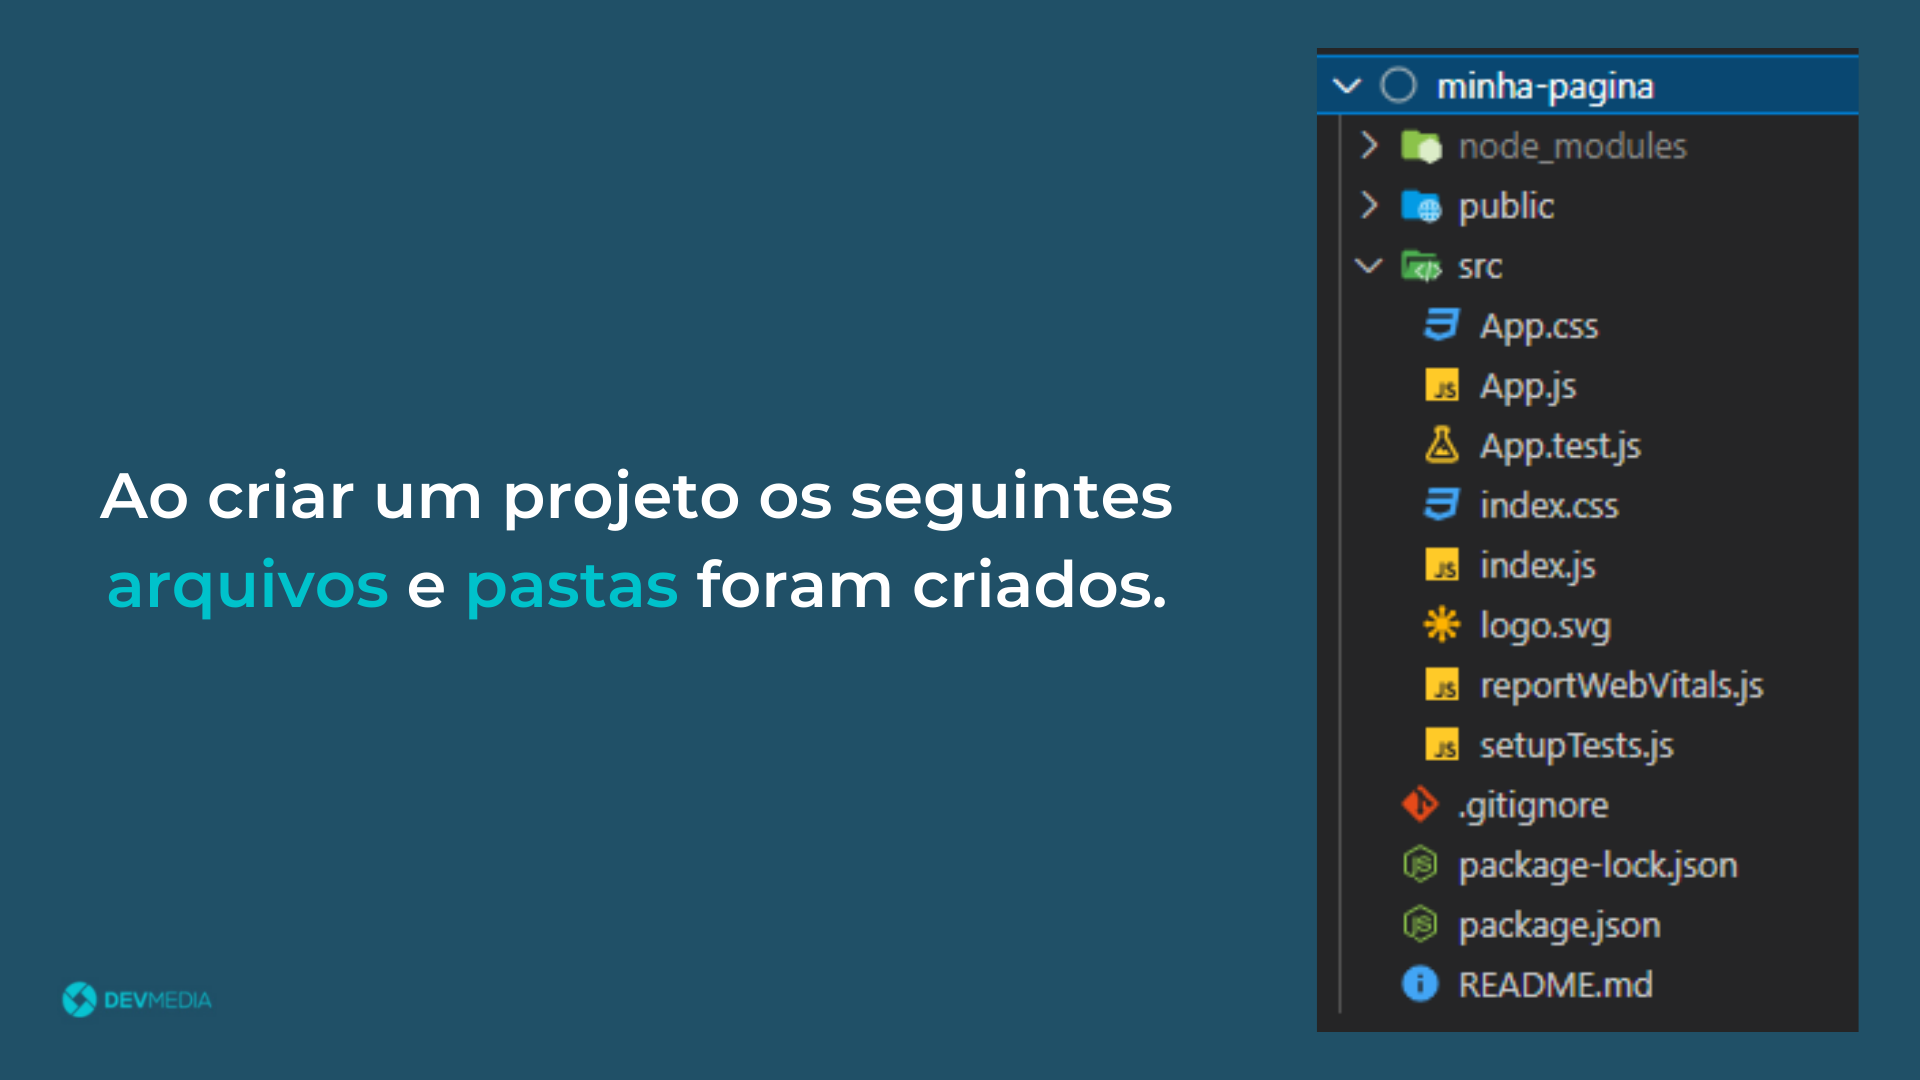 Ao criar um projeto os seguintes
arquivos e pastas foram criados.
DEVMEDIA
minha-pagina
node_modules
public
src
App.css
App.js
App.test.js
index.css
index.js
logo.svg
reportWebVitals.js
setupTests.js
.gitignore
package-lock.json
package.json
README.md